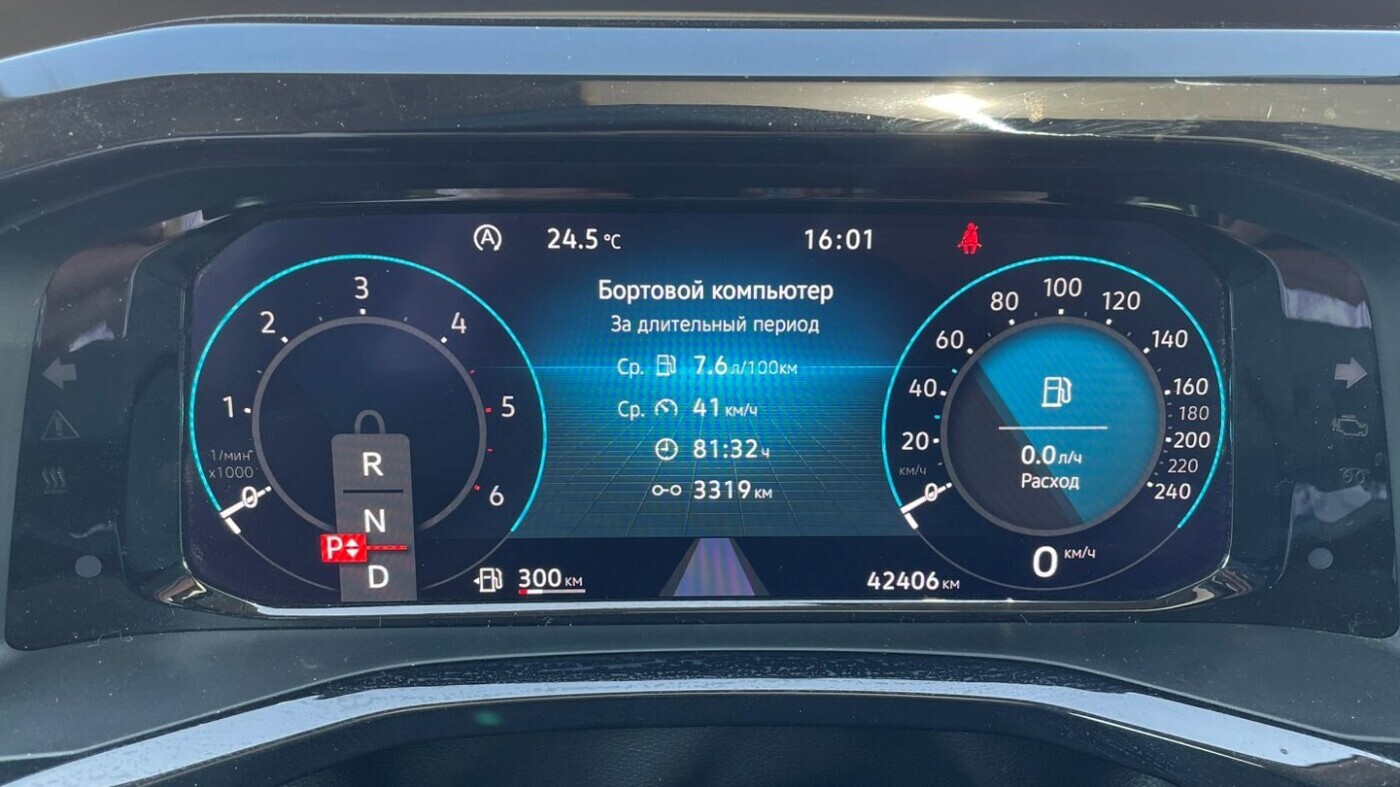 A 24.5 °C 16:01
Бортовой компьютер
За длительный период
Ср. 7.6 л/100км
Ср. 41 км/ч
81:32 ч
3319 км
0
1
2
3
4
5
6
1/мин
x1000
R
N
P
D
0
20
40
60
80
100
120
140
160
180
200
220
240
км/ч
0.0 л/ч
Расход
0 км/ч
300 км
42406 км